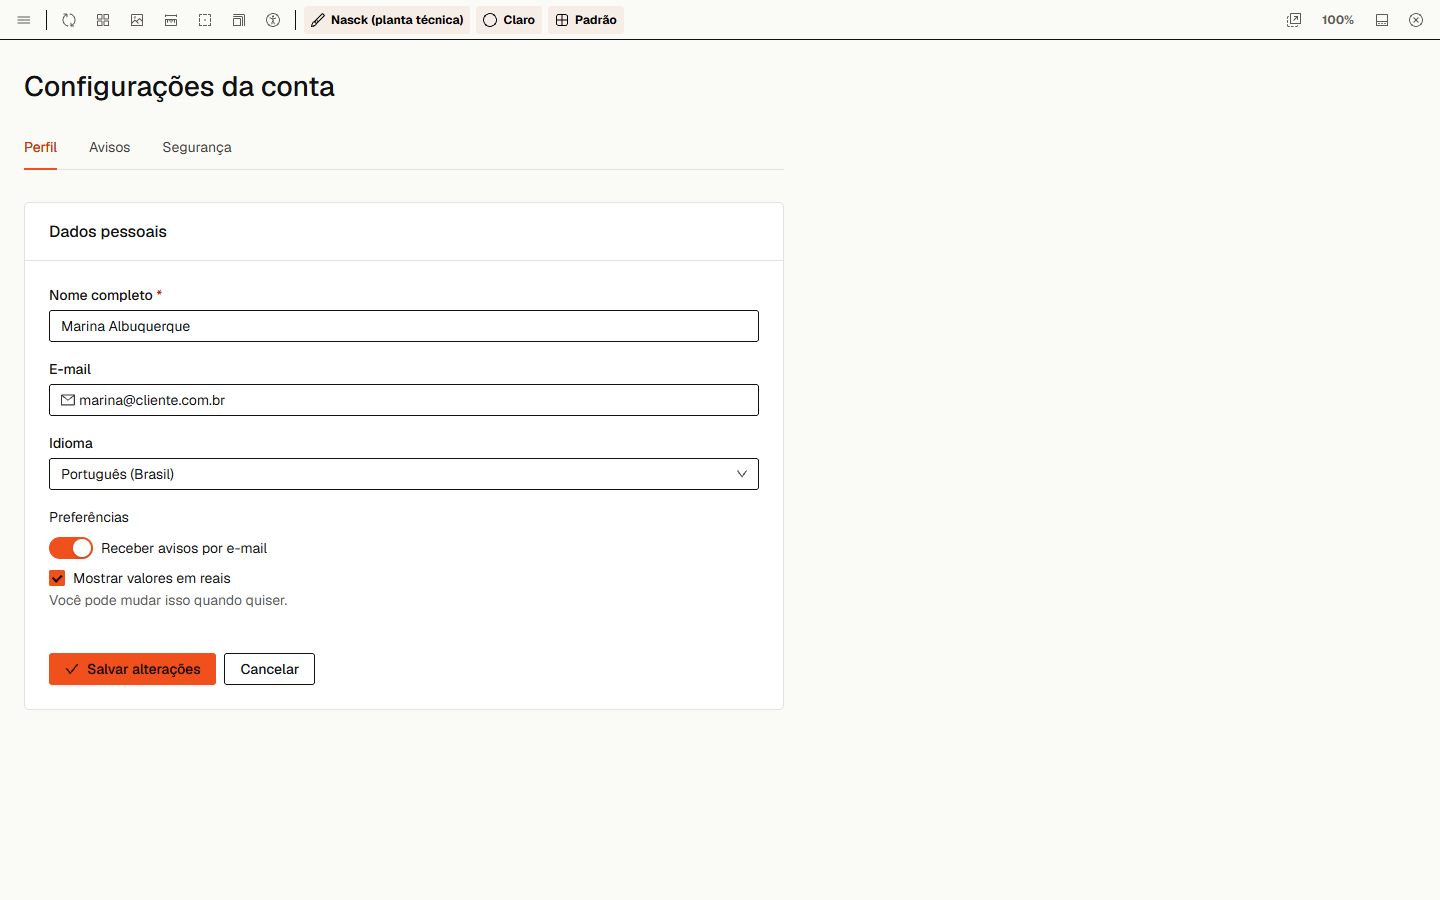 Nasck (planta técnica) Claro Padrão 100%
Configurações da conta
Perfil Avisos Segurança
Dados pessoais
Nome completo *
Marina Albuquerque
E-mail
marina@cliente.com.br
Idioma
Português (Brasil)
Preferências
Receber avisos por e-mail
Mostrar valores em reais
Você pode mudar isso quando quiser.
Salvar alterações Cancelar